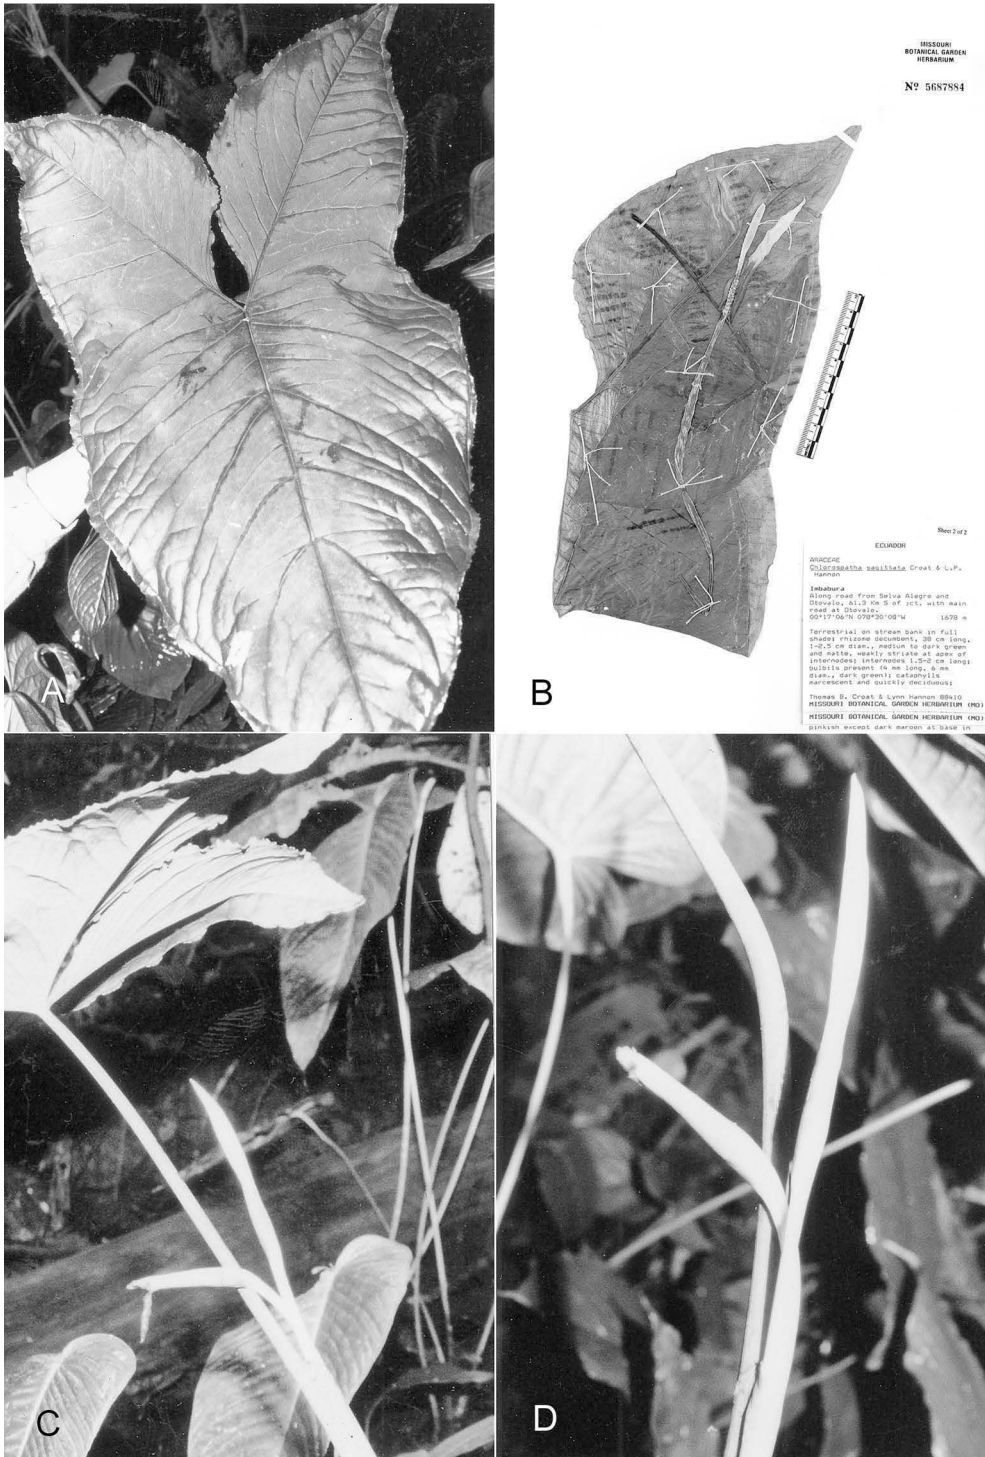 MISSOURI
BOTANICAL GARDEN
HERBARIUM
Nº 5687884
Sheet 2 of 2
ECUADOR
ARACEAE
Chlorospatha sagittata Croat & L.P.
Hannon
Imbabura
Along road from Selva Alegre and
Otovalo, 61.3 Km S of jct. with main
road at Otovalo.
00°17'06"N 078°30'00"W 1678 m
Terrestrial on stream bank in full
shade; rhizome decumbent, 38 cm long,
1-2.5 cm diam., medium to dark green
and matte, weakly striate at apex of
internodes; internodes 1.5-2 cm long;
bulbils present (4 mm long, 6 mm
diam., dark green); cataphylls
marcescent and quickly deciduous;
Thomas B. Croat & Lynn Hannon 88410
MISSOURI BOTANICAL GARDEN HERBARIUM (MO)
MISSOURI BOTANICAL GARDEN HERBARIUM (MO)
pinkish except dark maroon at base in
A
B
C
D